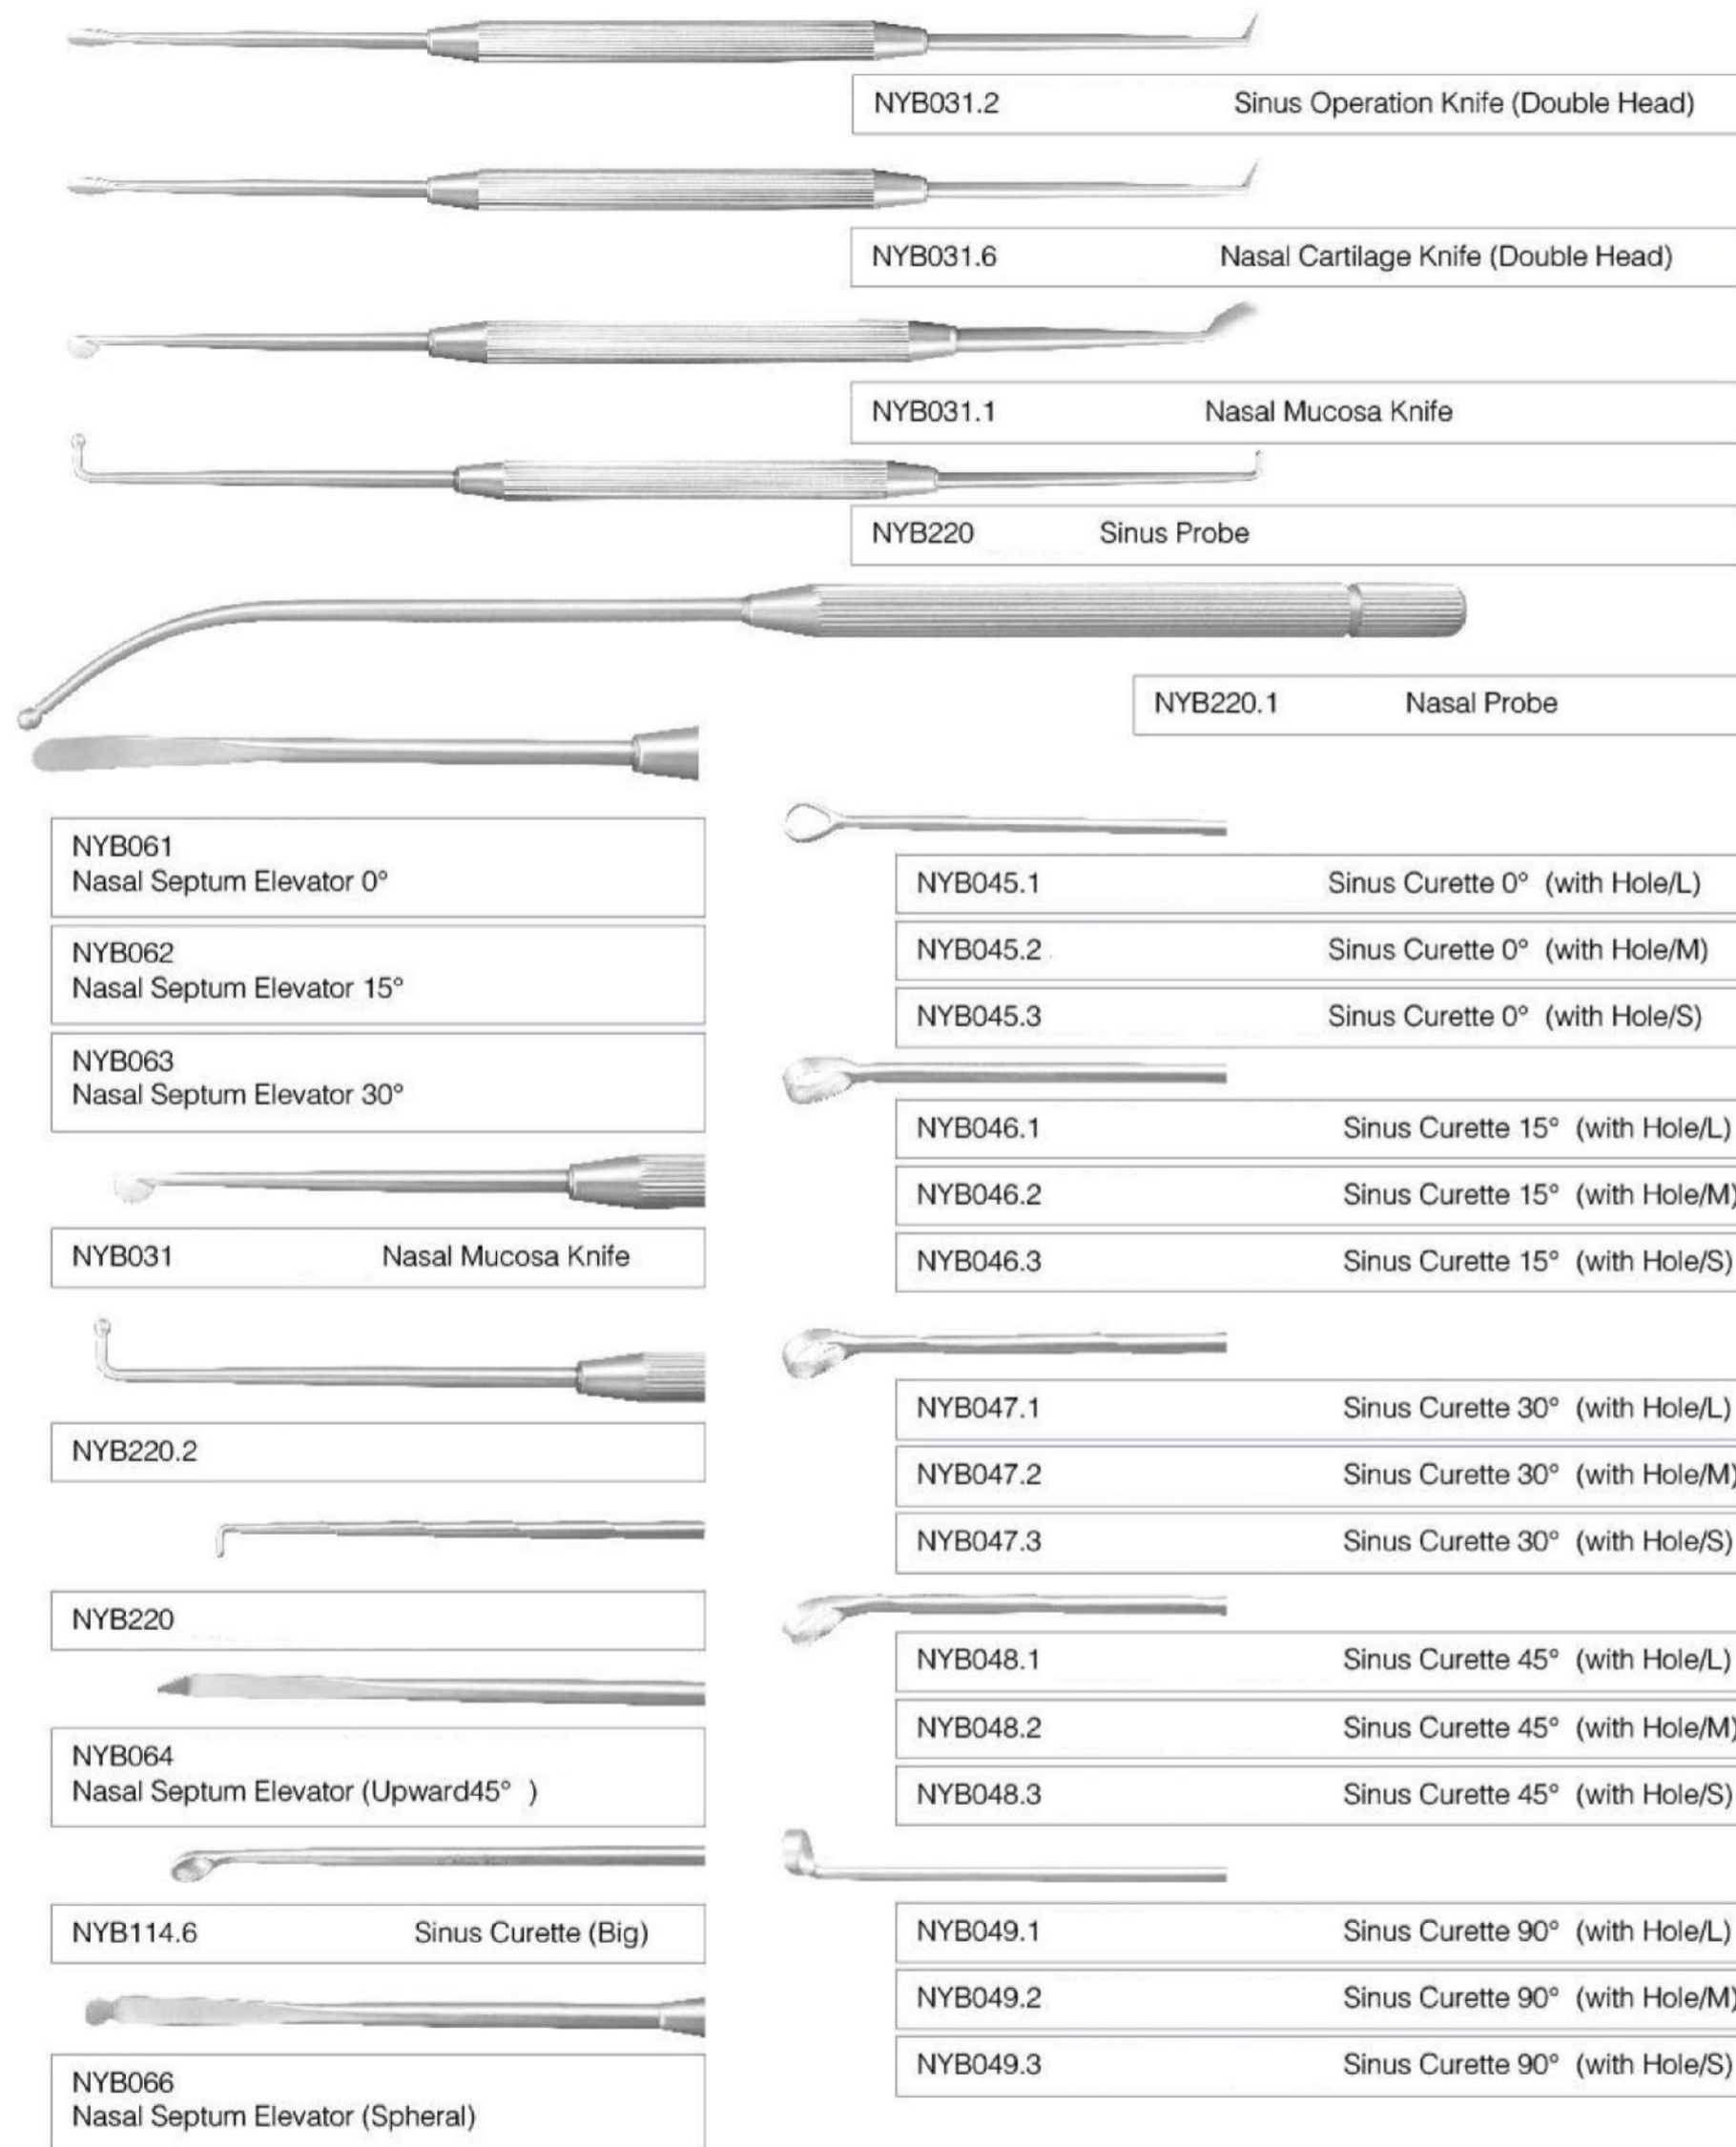 NYB031.2 Sinus Operation Knife (Double Head)
NYB031.6 Nasal Cartilage Knife (Double Head)
NYB031.1 Nasal Mucosa Knife
NYB220 Sinus Probe
NYB220.1 Nasal Probe
NYB061
Nasal Septum Elevator 0°
NYB062
Nasal Septum Elevator 15°
NYB063
Nasal Septum Elevator 30°
NYB031 Nasal Mucosa Knife
NYB220.2
NYB220
NYB064
Nasal Septum Elevator (Upward45° )
NYB114.6 Sinus Curette (Big)
NYB066
Nasal Septum Elevator (Spheral)
NYB045.1 Sinus Curette 0° (with Hole/L)
NYB045.2 Sinus Curette 0° (with Hole/M)
NYB045.3 Sinus Curette 0° (with Hole/S)
NYB046.1 Sinus Curette 15° (with Hole/L)
NYB046.2 Sinus Curette 15° (with Hole/M)
NYB046.3 Sinus Curette 15° (with Hole/S)
NYB047.1 Sinus Curette 30° (with Hole/L)
NYB047.2 Sinus Curette 30° (with Hole/M)
NYB047.3 Sinus Curette 30° (with Hole/S)
NYB048.1 Sinus Curette 45° (with Hole/L)
NYB048.2 Sinus Curette 45° (with Hole/M)
NYB048.3 Sinus Curette 45° (with Hole/S)
NYB049.1 Sinus Curette 90° (with Hole/L)
NYB049.2 Sinus Curette 90° (with Hole/M)
NYB049.3 Sinus Curette 90° (with Hole/S)